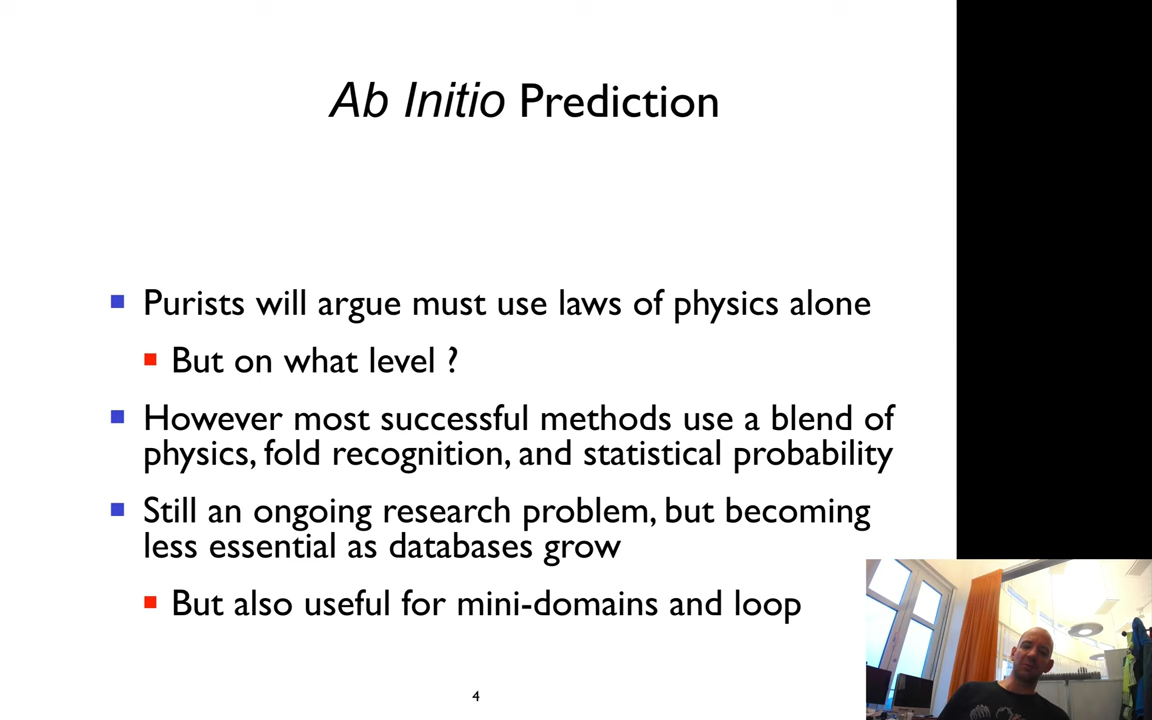 Ab Initio Prediction
Purists will argue must use laws of physics alone
But on what level ?
However most successful methods use a blend of
physics, fold recognition, and statistical probability
Still an ongoing research problem, but becoming
less essential as databases grow
But also useful for mini-domains and loop
4